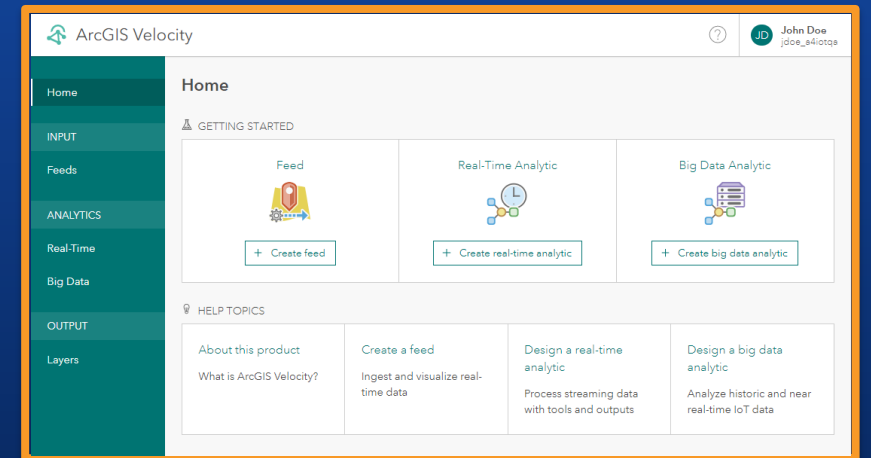 ArcGIS Velocity
?
JD
John Doe
jdoe_a4iotqa
Home
INPUT
Feeds
ANALYTICS
Real-Time
Big Data
OUTPUT
Layers
Home
GETTING STARTED
Feed
+ Create feed
Real-Time Analytic
+ Create real-time analytic
Big Data Analytic
+ Create big data analytic
HELP TOPICS
About this product
What is ArcGIS Velocity?
Create a feed
Ingest and visualize real-
time data
Design a real-time
analytic
Process streaming data
with tools and outputs
Design a big data
analytic
Analyze historic and near
real-time IoT data